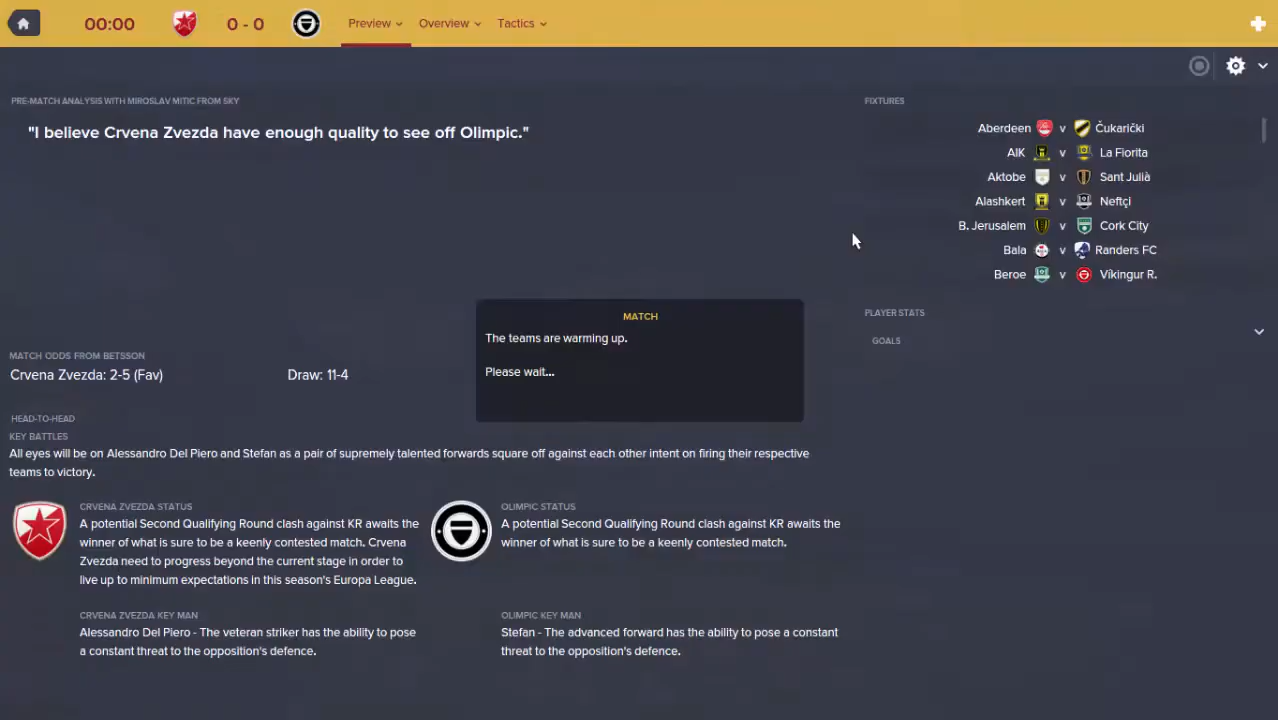 00:00 0 - 0 Preview Overview Tactics
PRE-MATCH ANALYSIS WITH MIROSLAV MITIC FROM SKY
"I believe Crvena Zvezda have enough quality to see off Olimpic."
FIXTURES
Aberdeen v Čukarički
AIK v La Fiorita
Aktobe v Sant Julià
Alashkert v Neftçi
B. Jerusalem v Cork City
Bala v Randers FC
Beroe v Víkingur R.
PLAYER STATS
GOALS
MATCH
The teams are warming up.
Please wait...
MATCH ODDS FROM BETSSON
Crvena Zvezda: 2-5 (Fav) Draw: 11-4
HEAD-TO-HEAD
KEY BATTLES
All eyes will be on Alessandro Del Piero and Stefan as a pair of supremely talented forwards square off against each other intent on firing their respective
teams to victory.
CRVENA ZVEZDA STATUS
A potential Second Qualifying Round clash against KR awaits the
winner of what is sure to be a keenly contested match. Crvena
Zvezda need to progress beyond the current stage in order to
live up to minimum expectations in this season's Europa League.
OLIMPIC STATUS
A potential Second Qualifying Round clash against KR awaits the
winner of what is sure to be a keenly contested match.
CRVENA ZVEZDA KEY MAN
Alessandro Del Piero - The veteran striker has the ability to pose
a constant threat to the opposition's defence.
OLIMPIC KEY MAN
Stefan - The advanced forward has the ability to pose a constant
threat to the opposition's defence.